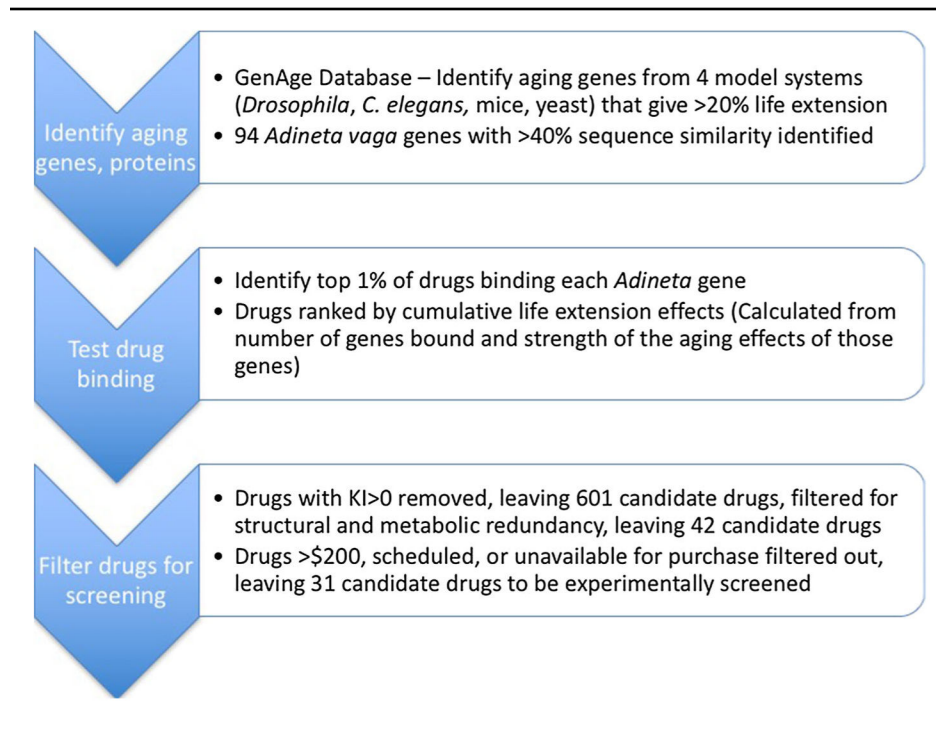 Identify aging
genes, proteins
• GenAge Database – Identify aging genes from 4 model systems
(Drosophila, C. elegans, mice, yeast) that give >20% life extension
• 94 Adineta vaga genes with >40% sequence similarity identified
Test drug
binding
• Identify top 1% of drugs binding each Adineta gene
• Drugs ranked by cumulative life extension effects (Calculated from
number of genes bound and strength of the aging effects of those
genes)
Filter drugs for
screening
• Drugs with KI>0 removed, leaving 601 candidate drugs, filtered for
structural and metabolic redundancy, leaving 42 candidate drugs
• Drugs >$200, scheduled, or unavailable for purchase filtered out,
leaving 31 candidate drugs to be experimentally screened